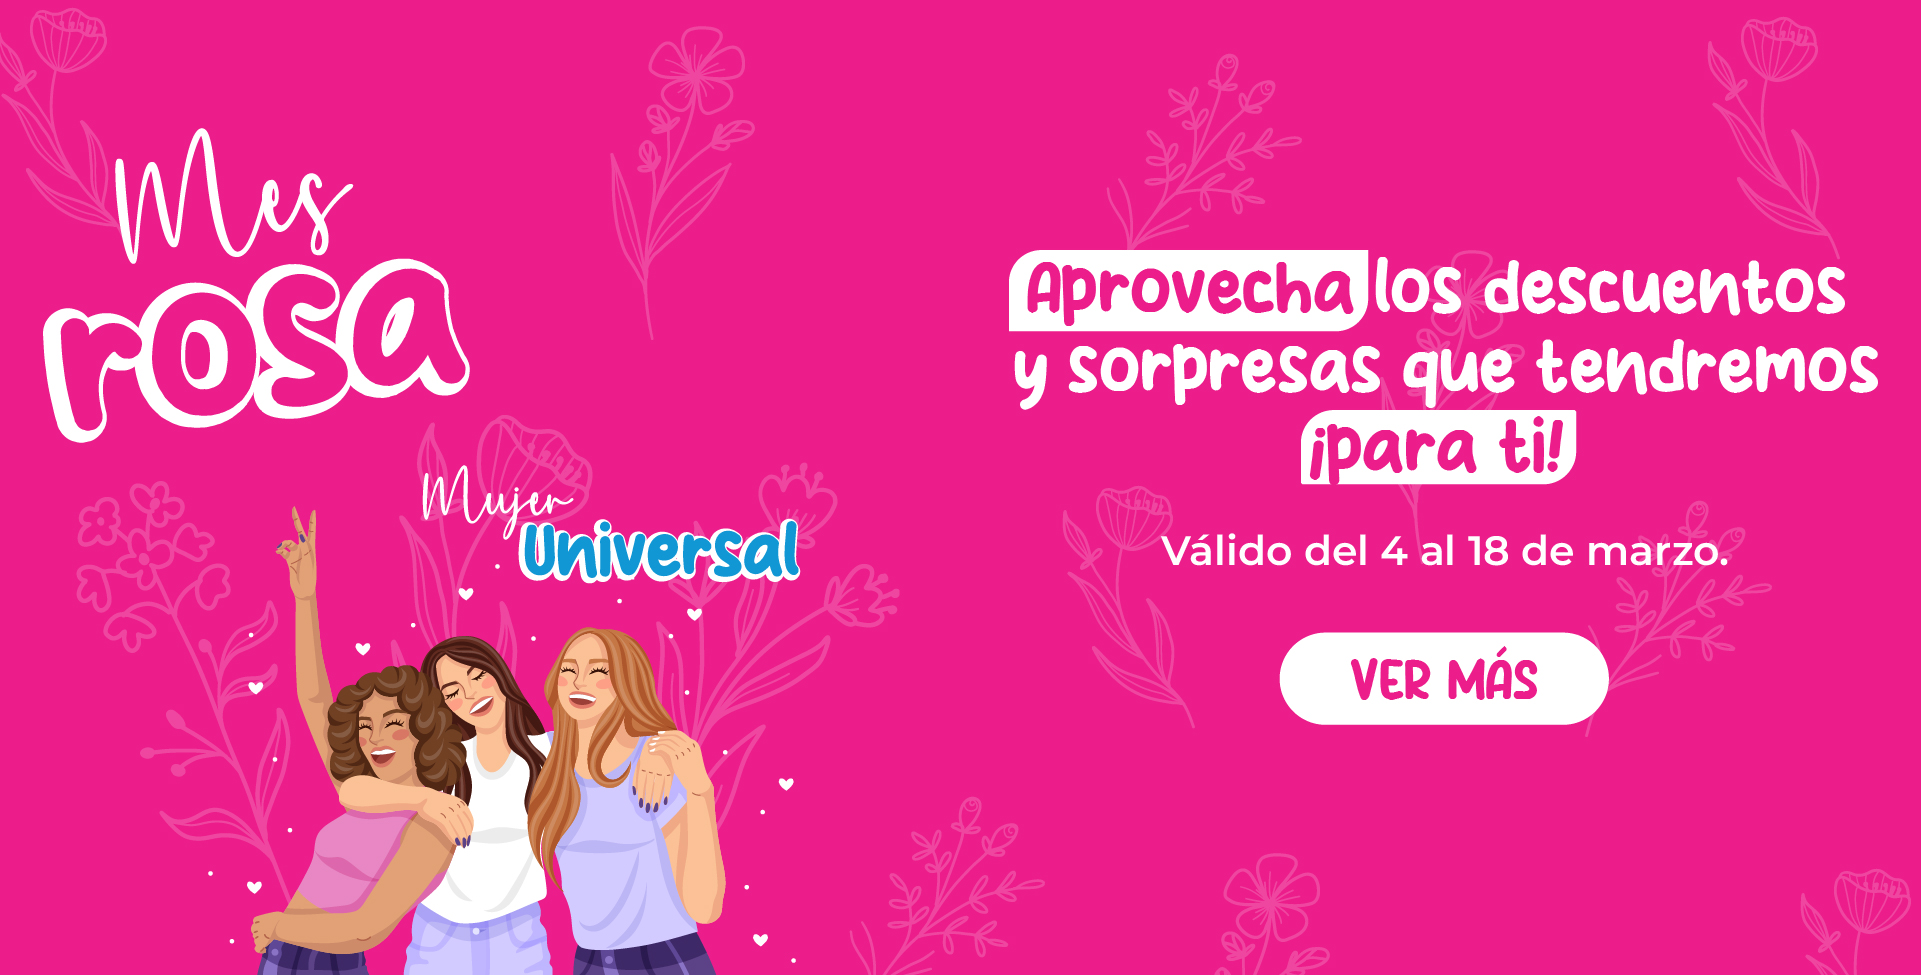 Mes
rosa
Mujer
Universal
Aprovecha los descuentos
y sorpresas que tendremos
¡para ti!
Válido del 4 al 18 de marzo.
VER MÁS